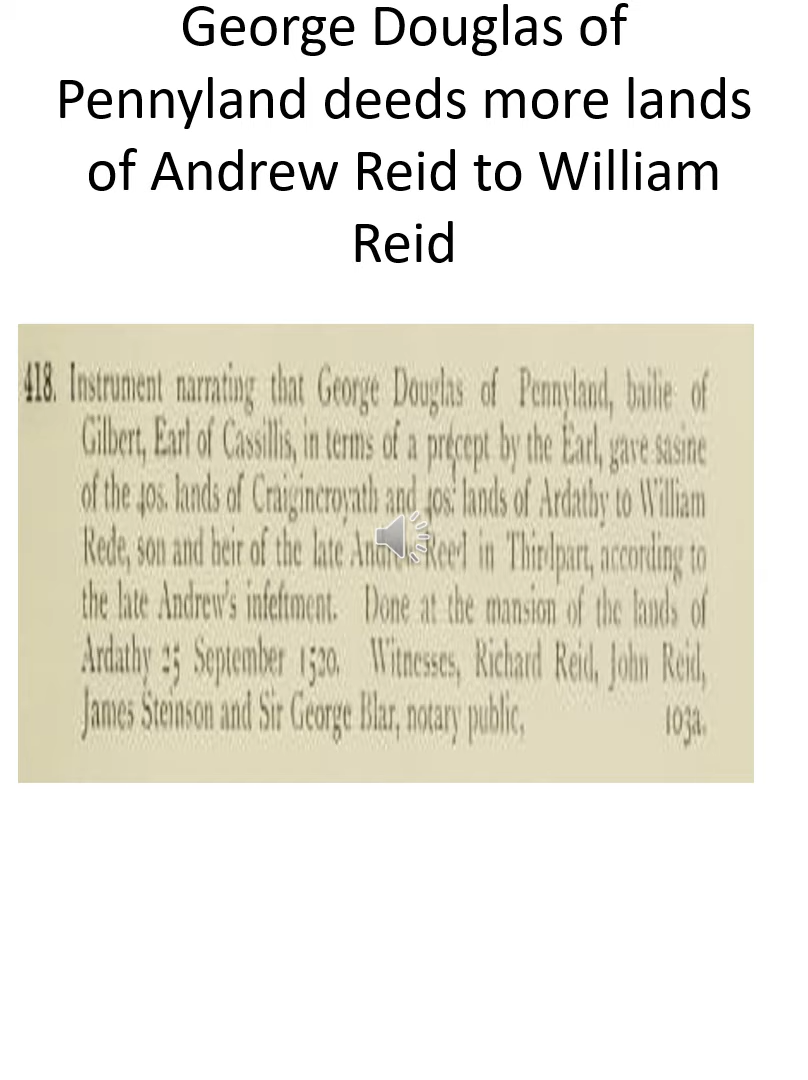 George Douglas of
Pennyland deeds more lands
of Andrew Reid to William
Reid
418. Instrument narrating that George Douglas of Pennyland, bailie of
Gilbert, Earl of Cassillis, in terms of a precept by the Earl, gave sasine
of the 40s. lands of Craigincroyath and 40s. lands of Ardathy to William
Rede, son and heir of the late Reed in Thirdpart, according to
the late Andrew's infeftment. Done at the mansion of the lands of
Ardathy 25 September 1520. Witnesses, Richard Reid, John Reid,
James Steinson and Sir George Blar, notary public. 103a.